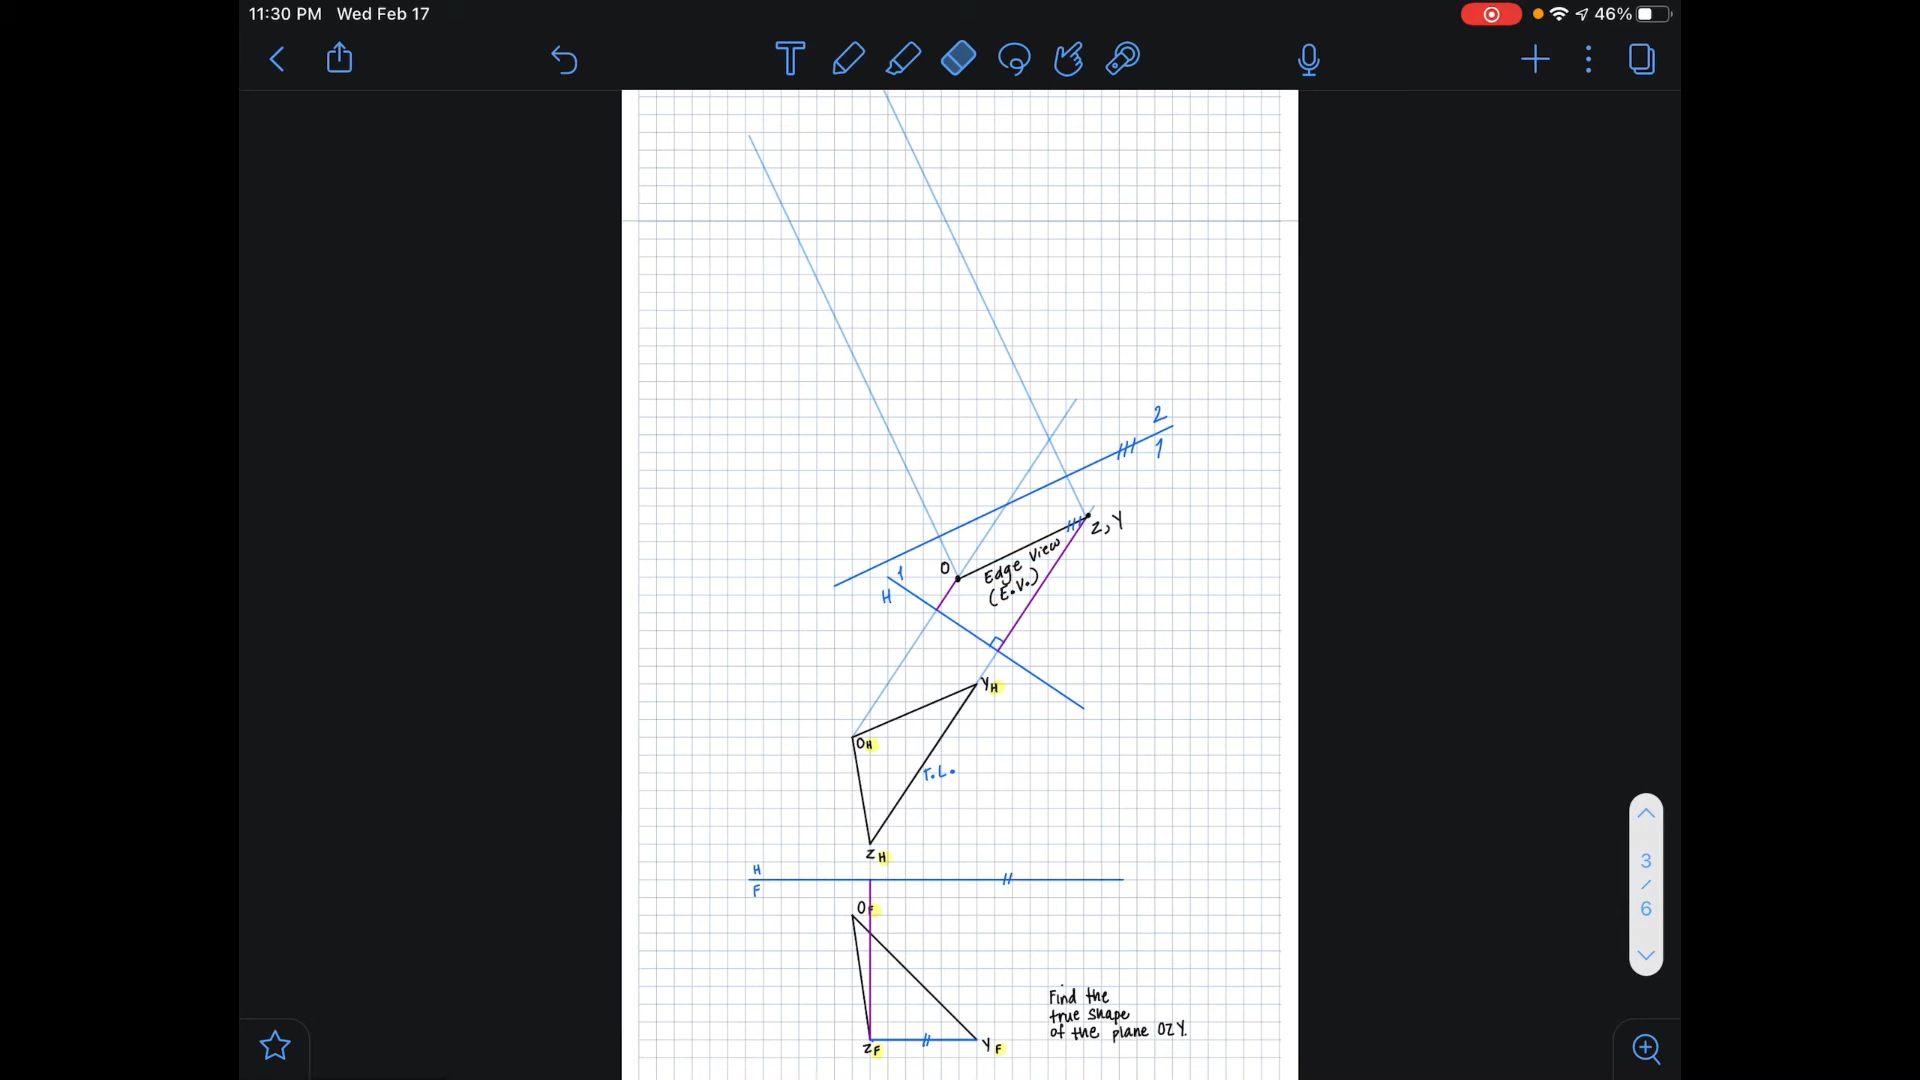 11:30 PM Wed Feb 17
46%
T
2
1
O
Z, Y
Edge View
(E.V.)
1
H
YH
OH
T.L.
ZH
H
F
OF
ZF
YF
Find the
true shape
of the plane OZY.
3
/
6